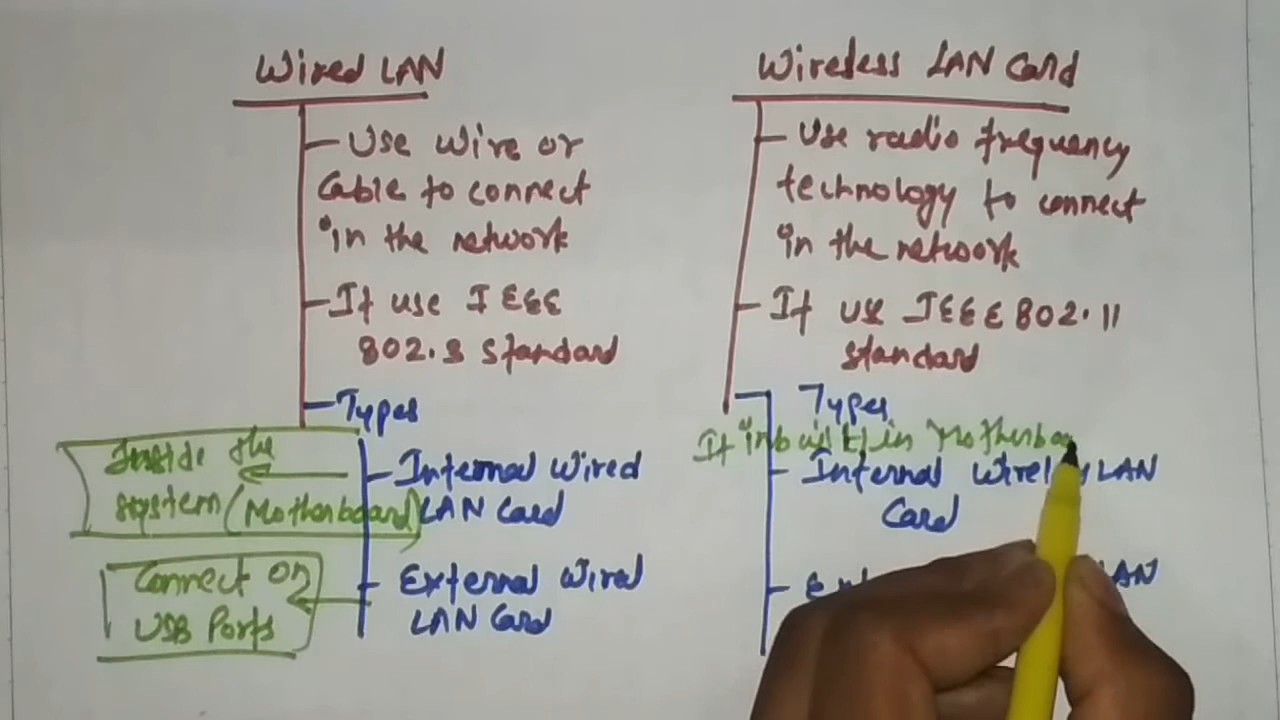 Wired LAN
Use wire or
Cable to connect
in the network
It use IEEE
802.3 standard
Types
Inside the
system (Motherboard)
Internal Wired
LAN Card
Connect on
USB Ports
External Wired
LAN Card
Wireless LAN Card
Use radio frequency
technology to connect
in the network
It use IEEE 802.11
standard
Types
It inbuilt in Motherboa
Internal LAN
Card
LAN